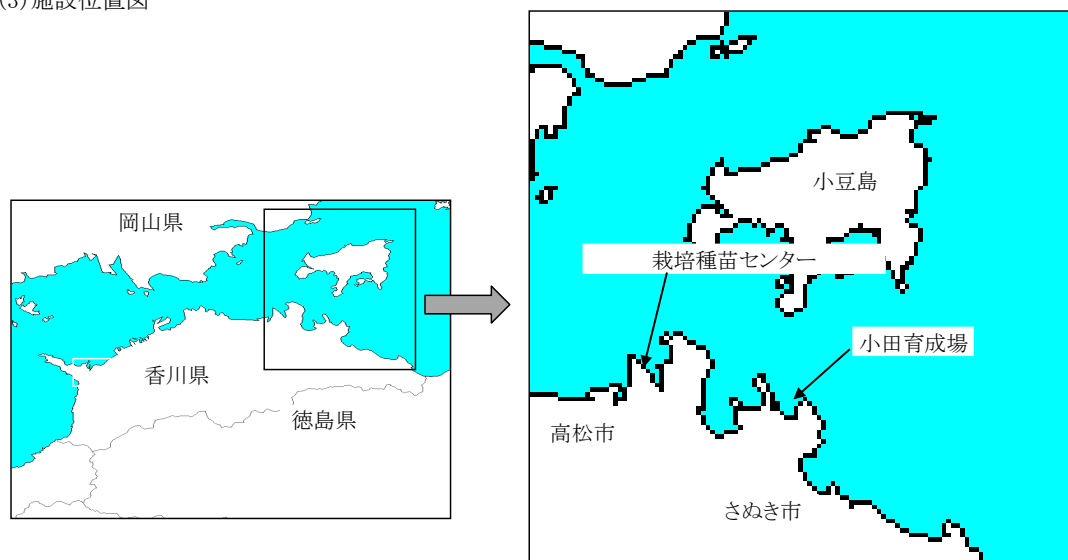 (3)施設位置図
岡山県
香川県
徳島県
小豆島
栽培種苗センター
小田育成場
高松市
さぬき市